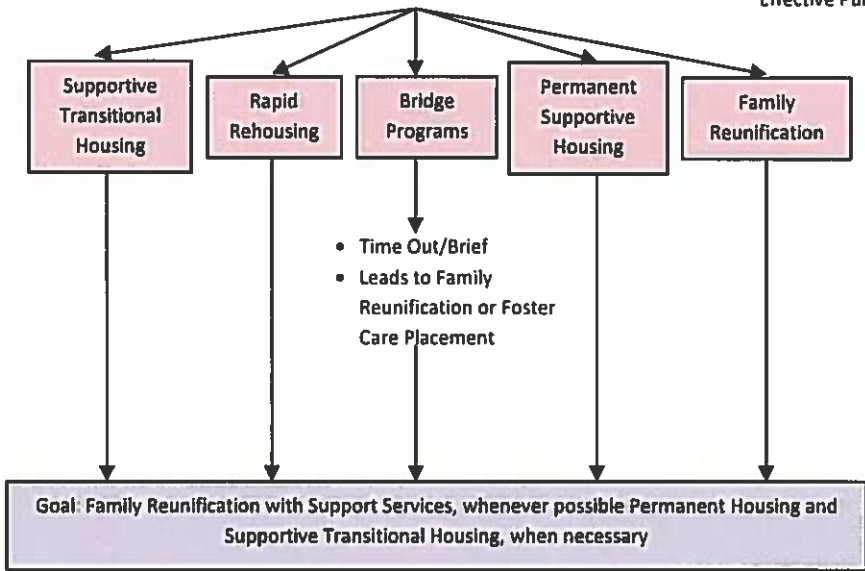 Supportive
Transitional
Housing
Rapid
Rehousing
Bridge
Programs
Permanent
Supportive
Housing
Family
Reunification
• Time Out/Brief
• Leads to Family
Reunification or Foster
Care Placement
Goal: Family Reunification with Support Services, whenever possible Permanent Housing and
Supportive Transitional Housing, when necessary